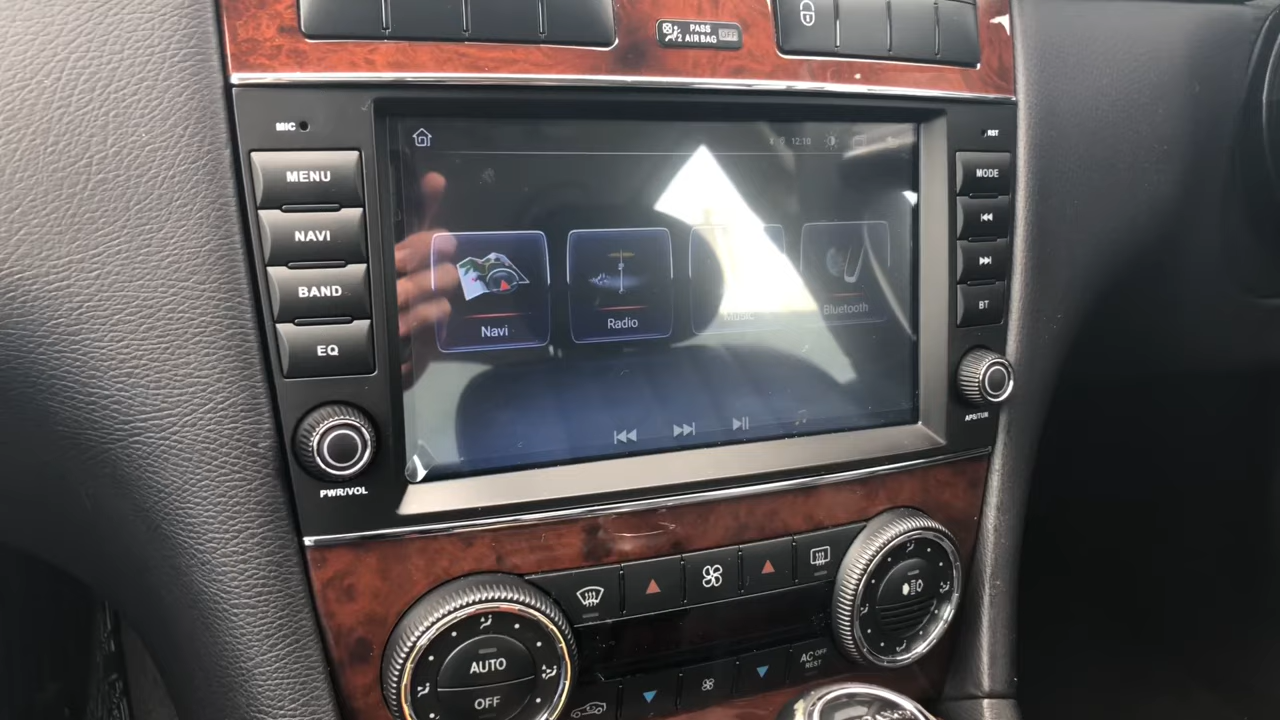 PASS
AIR BAG OFF
2
MIC
RST
12:10
MENU
NAVI
BAND
EQ
PWR/VOL
MODE
BT
APS/TUN
Navi
Radio
Music
Bluetooth
AUTO
OFF
AC OFF
REST